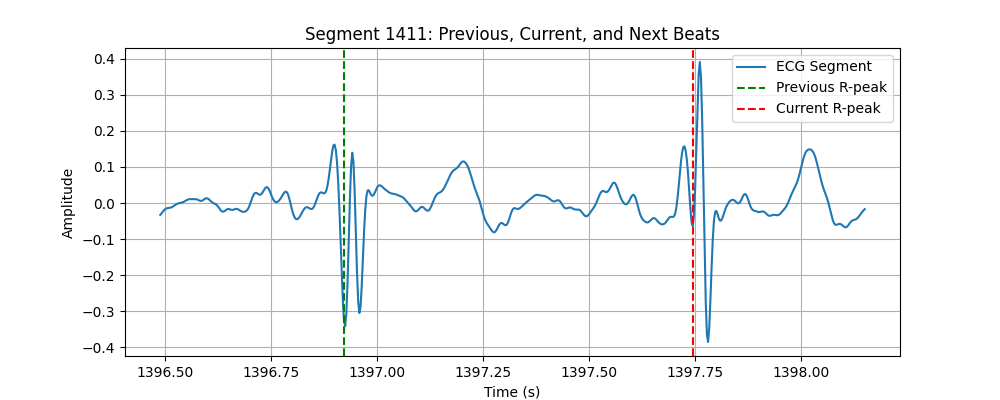 Segment 1411: Previous, Current, and Next Beats
ECG Segment
Previous R-peak
Current R-peak
Amplitude
0.4
0.3
0.2
0.1
0.0
−0.1
−0.2
−0.3
−0.4
1396.50 1396.75 1397.00 1397.25 1397.50 1397.75 1398.00
Time (s)